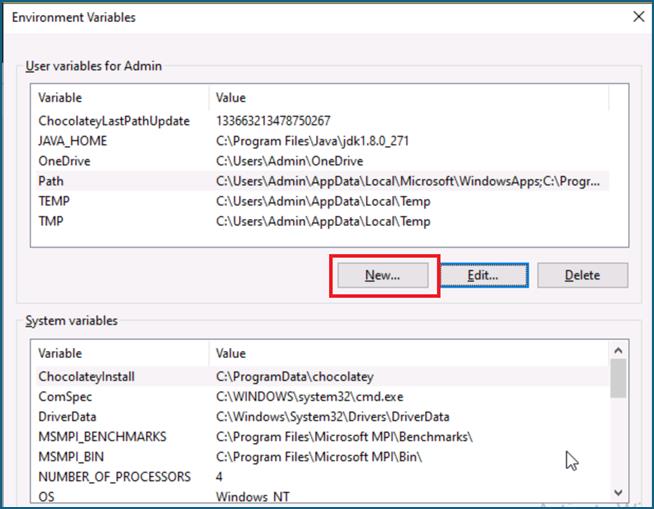 Environment Variables
User variables for Admin
Variable Value
ChocolateyLastPathUpdate 133663213478750267
JAVA_HOME C:\Program Files\Java\jdk1.8.0_271
OneDrive C:\Users\Admin\OneDrive
Path C:\Users\Admin\AppData\Local\Microsoft\WindowsApps;C:\Progr...
TEMP C:\Users\Admin\AppData\Local\Temp
TMP C:\Users\Admin\AppData\Local\Temp
New... Edit... Delete
System variables
Variable Value
ChocolateyInstall C:\ProgramData\chocolatey
ComSpec C:\WINDOWS\system32\cmd.exe
DriverData C:\Windows\System32\Drivers\DriverData
MSMPI_BENCHMARKS C:\Program Files\Microsoft MPI\Benchmarks\
MSMPI_BIN C:\Program Files\Microsoft MPI\Bin\
NUMBER_OF_PROCESSORS 4
OS Windows_NT